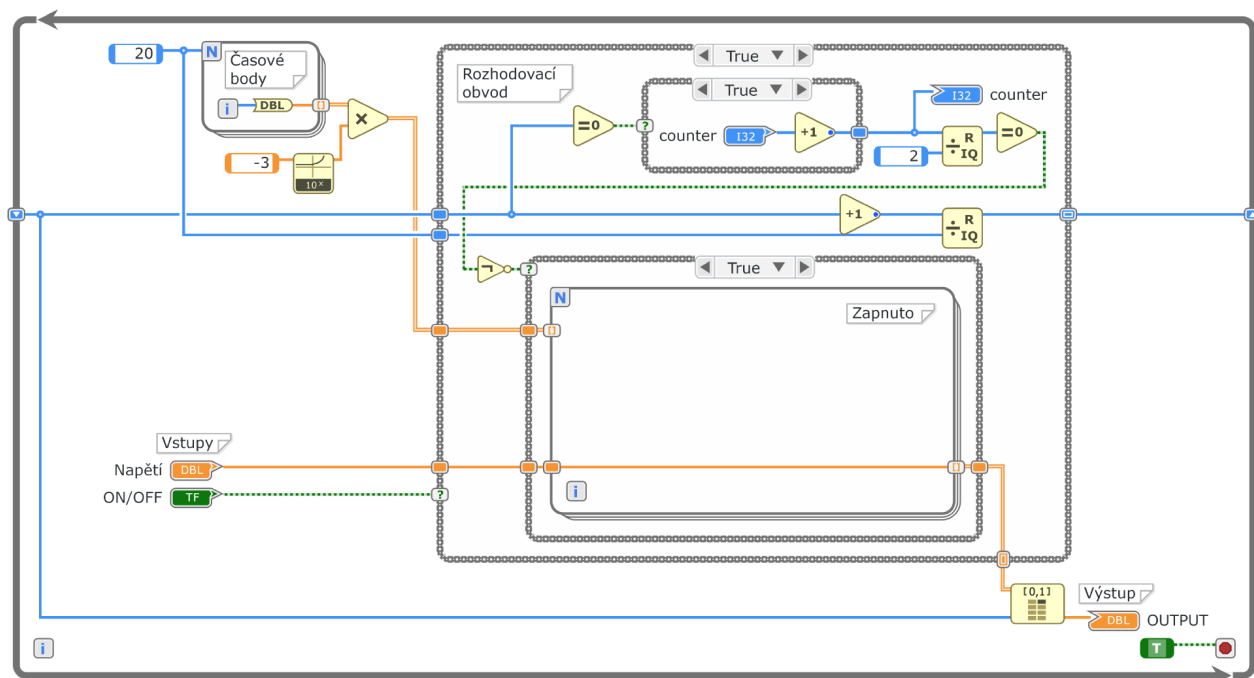 20
N
Časové
body
i
DBL
[]
×
-3
10ˣ
True
Rozhodovací
obvod
True
=0
?
counter
I32
+1
I32
counter
2
R
÷
IQ
=0
+1
R
÷
IQ
¬
?
True
N
Zapnuto
[]
Vstupy
Napětí
DBL
[]
ON/OFF
TF
?
i
[0,1]
Výstup
DBL
OUTPUT
i
T